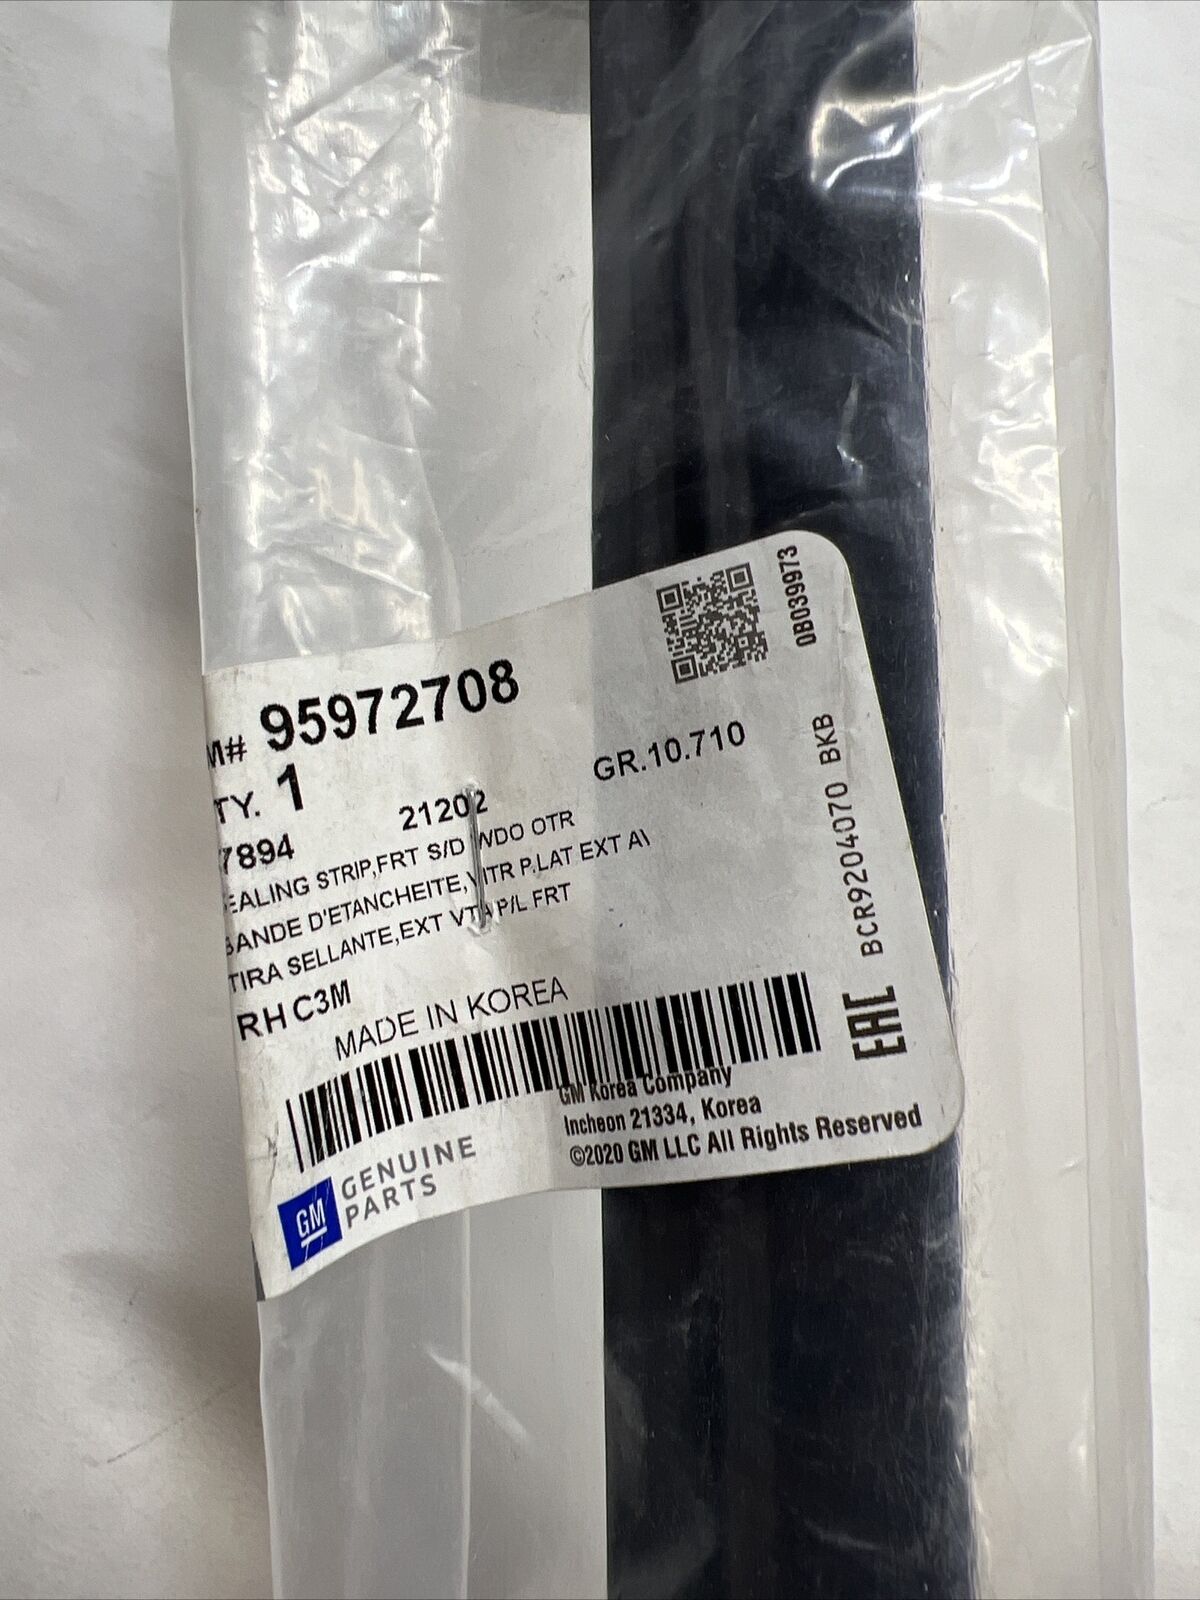 0B039973
M# 95972708
TY. 1
GR.10.710
7894 21202
EALING STRIP,FRT S/D WDO OTR
BANDE D'ETANCHEITE,VITR P.LAT EXT A\
TIRA SELLANTE,EXT VTA P/L FRT
RH C3M
MADE IN KOREA
BCR9204070 BKB
EAC
GM Korea Company
Incheon 21334, Korea
©2020 GM LLC All Rights Reserved
GM GENUINE
PARTS